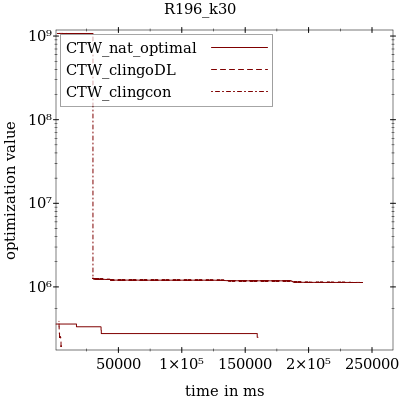 R196_k30
10⁹
CTW_nat_optimal
CTW_clingoDL
CTW_clingcon
10⁸
10⁷
10⁶
optimization value
50000 1×10⁵ 150000 2×10⁵ 250000
time in ms